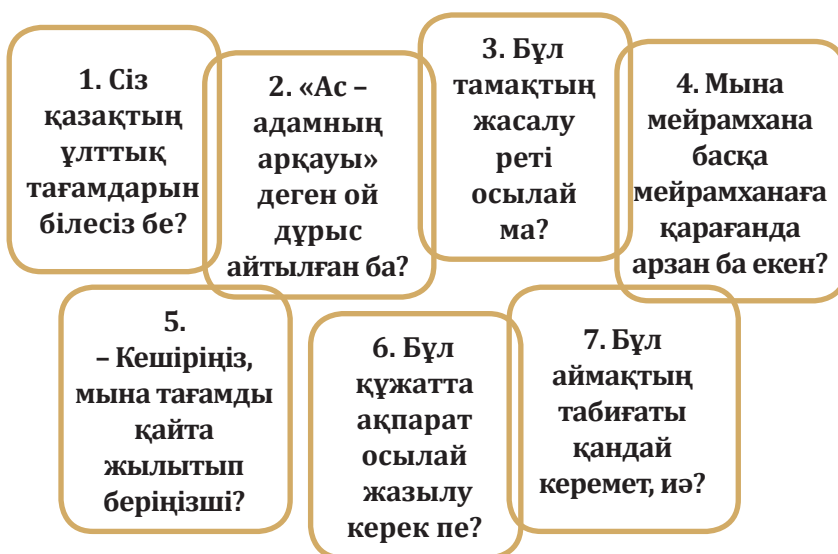 1. Сіз
қазақтың
ұлттық
тағамдарын
білесіз бе?
2. «Ас –
адамның
арқауы»
деген ой
дұрыс
айтылған ба?
3. Бұл
тамақтың
жасалу
реті
осылай
ма?
4. Мына
мейрамхана
басқа
мейрамханаға
қарағанда
арзан ба екен?
5.
– Кешіріңіз,
мына тағамды
қайта
жылытып
беріңізші?
6. Бұл
құжатта
ақпарат
осылай
жазылу
керек пе?
7. Бұл
аймақтың
табиғаты
қандай
керемет, иә?